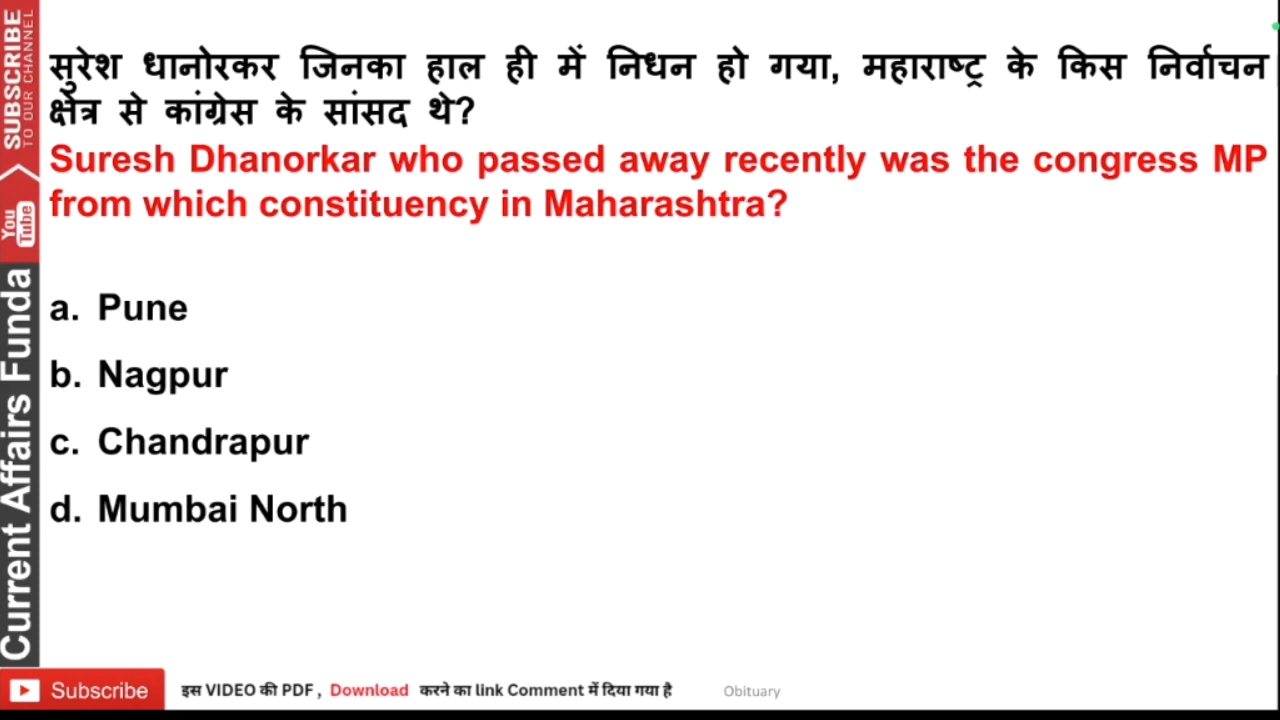 सुरेश धानोरकर जिनका हाल ही में निधन हो गया, महाराष्ट्र के किस निर्वाचन
क्षेत्र से कांग्रेस के सांसद थे?
Suresh Dhanorkar who passed away recently was the congress MP
from which constituency in Maharashtra?
a. Pune
b. Nagpur
c. Chandrapur
d. Mumbai North
SUBSCRIBE
TO OUR CHANNEL
You
Tube
Current Affairs Funda
Subscribe
इस VIDEO की PDF, Download करने का link Comment में दिया गया है
Obituary